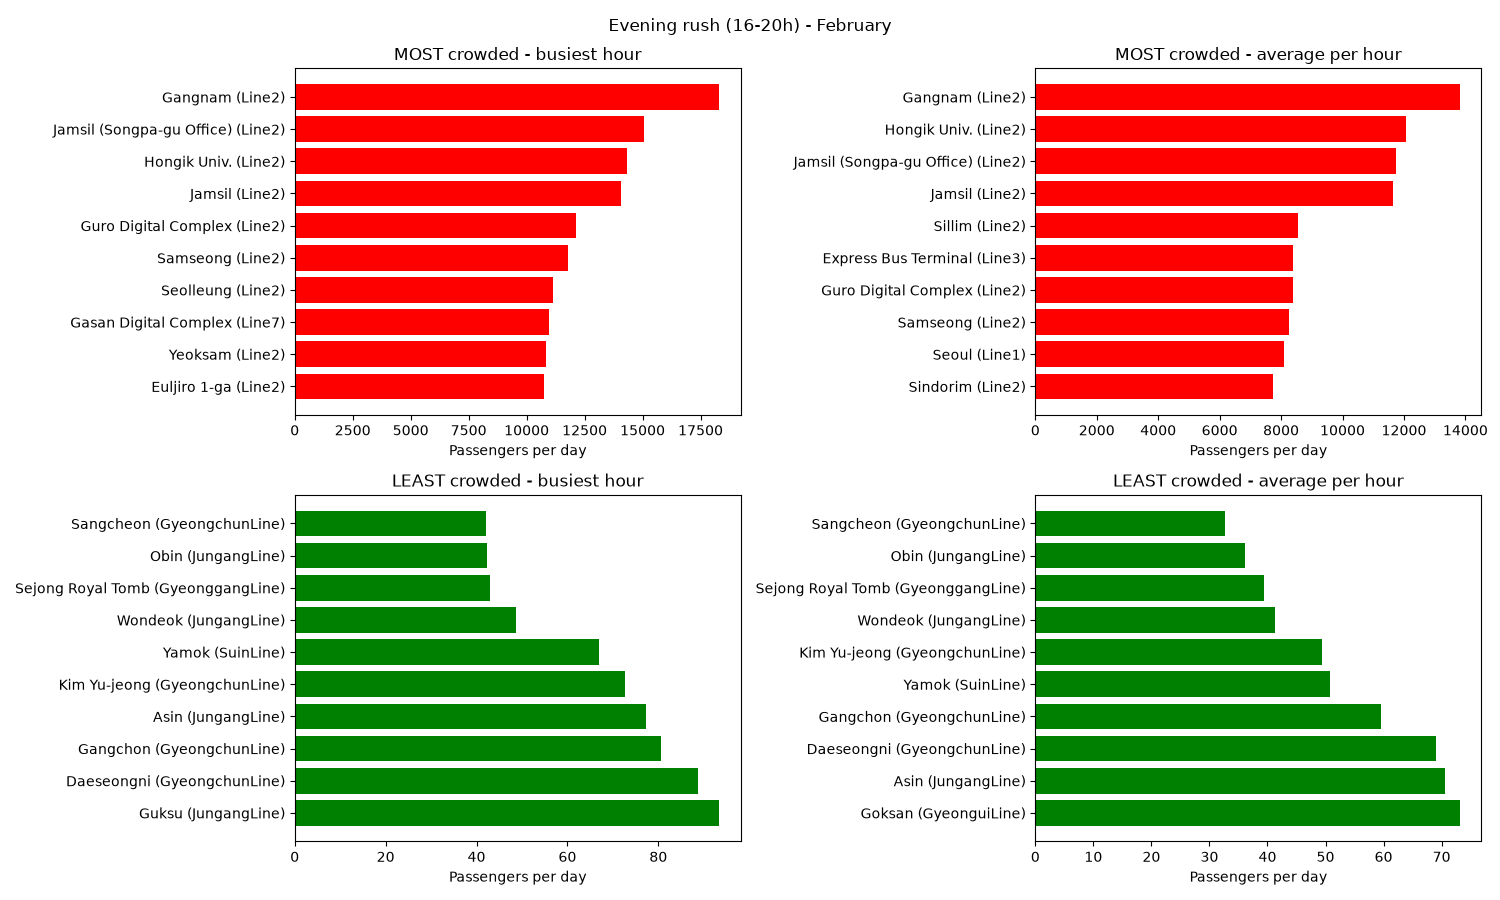 Evening rush (16-20h) - February
MOST crowded - busiest hour
Gangnam (Line2)
Jamsil (Songpa-gu Office) (Line2)
Hongik Univ. (Line2)
Jamsil (Line2)
Guro Digital Complex (Line2)
Samseong (Line2)
Seolleung (Line2)
Gasan Digital Complex (Line7)
Yeoksam (Line2)
Euljiro 1-ga (Line2)
0 2500 5000 7500 10000 12500 15000 17500
Passengers per day
MOST crowded - average per hour
Gangnam (Line2)
Hongik Univ. (Line2)
Jamsil (Songpa-gu Office) (Line2)
Jamsil (Line2)
Sillim (Line2)
Express Bus Terminal (Line3)
Guro Digital Complex (Line2)
Samseong (Line2)
Seoul (Line1)
Sindorim (Line2)
0 2000 4000 6000 8000 10000 12000 14000
Passengers per day
LEAST crowded - busiest hour
Sangcheon (GyeongchunLine)
Obin (JungangLine)
Sejong Royal Tomb (GyeonggangLine)
Wondeok (JungangLine)
Yamok (SuinLine)
Kim Yu-jeong (GyeongchunLine)
Asin (JungangLine)
Gangchon (GyeongchunLine)
Daeseongni (GyeongchunLine)
Guksu (JungangLine)
0 20 40 60 80
Passengers per day
LEAST crowded - average per hour
Sangcheon (GyeongchunLine)
Obin (JungangLine)
Sejong Royal Tomb (GyeonggangLine)
Wondeok (JungangLine)
Kim Yu-jeong (GyeongchunLine)
Yamok (SuinLine)
Gangchon (GyeongchunLine)
Daeseongni (GyeongchunLine)
Asin (JungangLine)
Goksan (GyeonguiLine)
0 10 20 30 40 50 60 70
Passengers per day